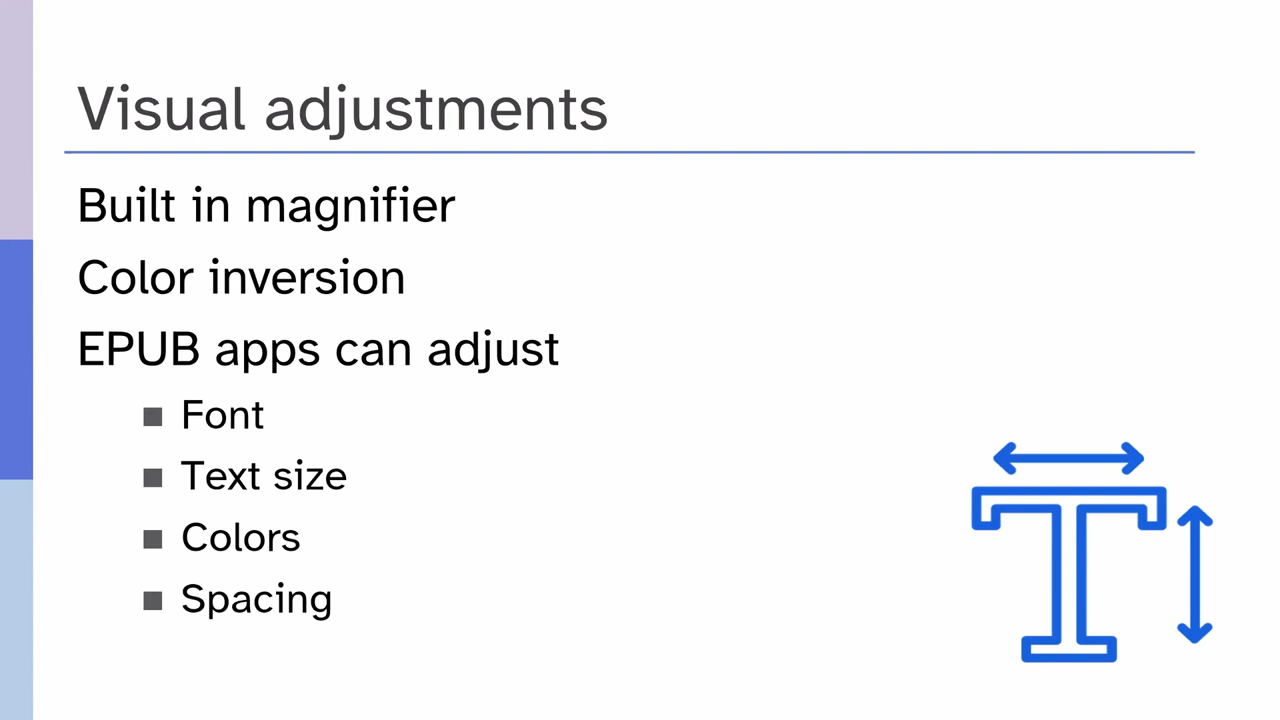 Visual adjustments
Built in magnifier
Color inversion
EPUB apps can adjust
■ Font
■ Text size
■ Colors
■ Spacing